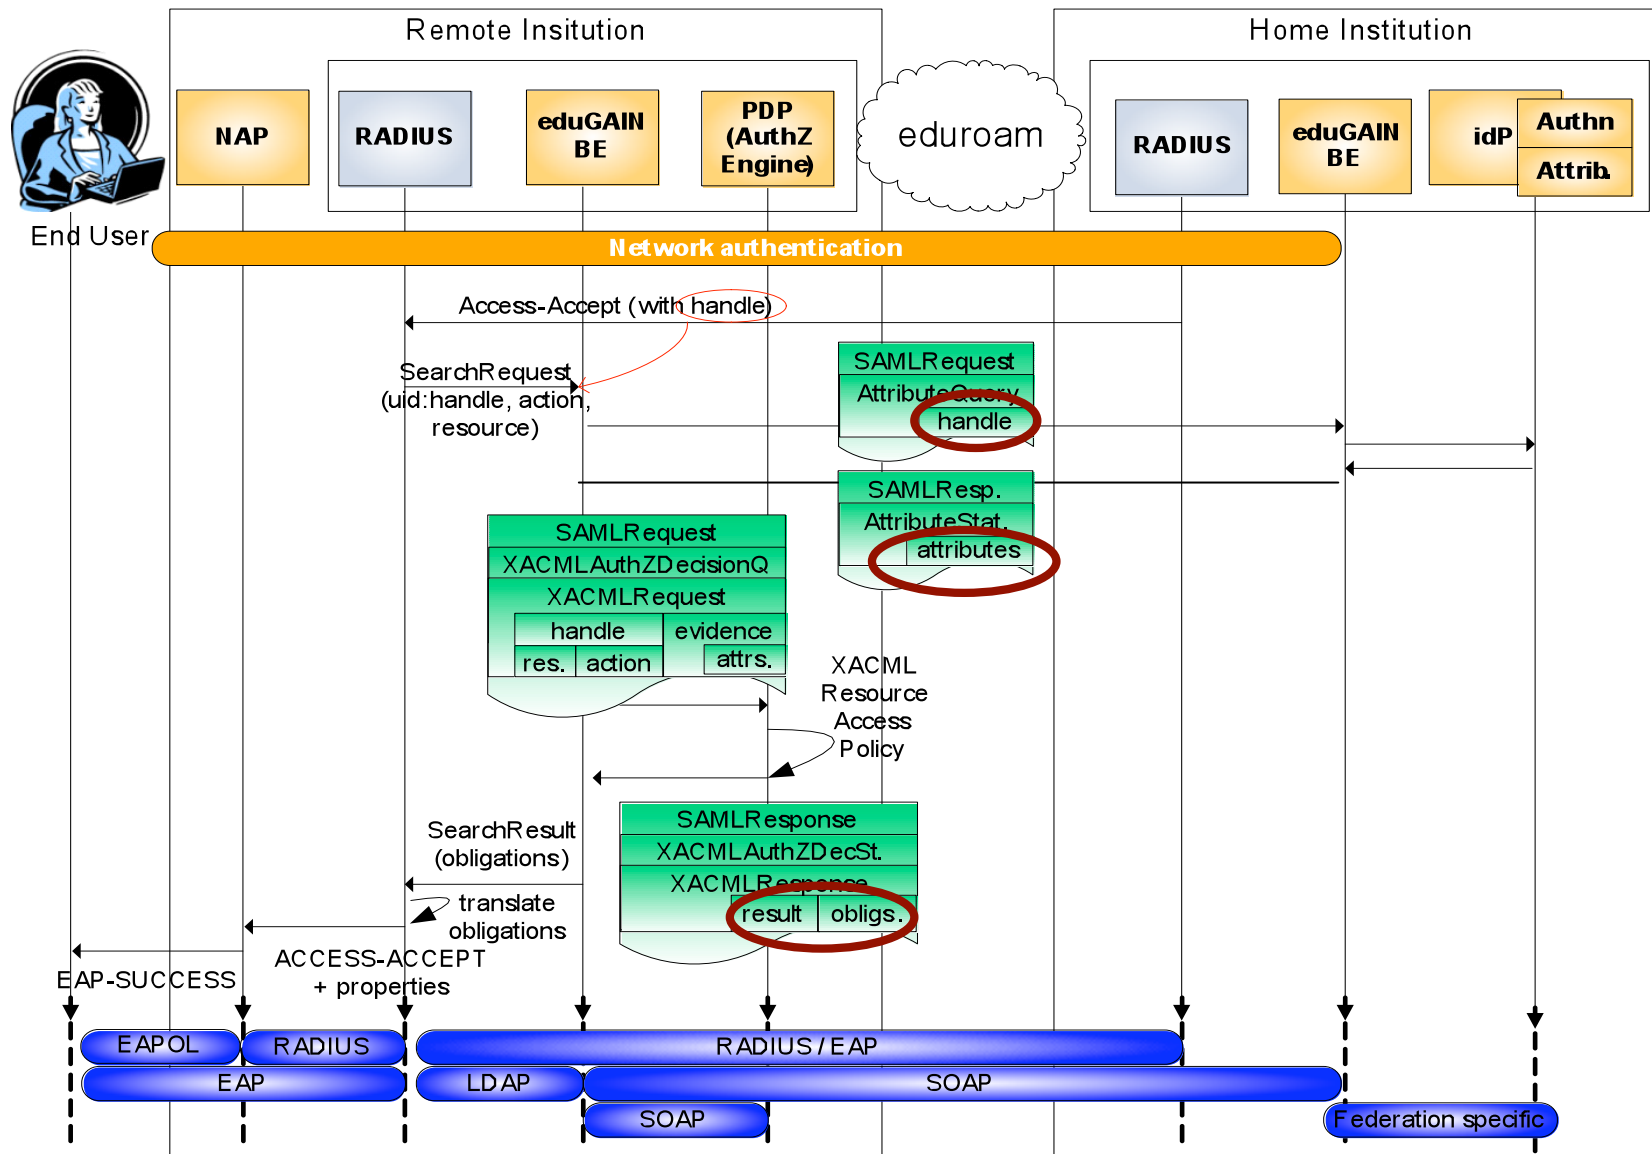 Remote Insitution
Home Institution
NAP
RADIUS
eduGAIN
BE
PDP
(AuthZ
Engine)
eduroam
RADIUS
eduGAIN
BE
idP
Authn
Attrib.
End User
Network authentication
Access-Accept (with handle)
SearchRequest
(uid:handle, action,
resource)
SAMLRequest
AttributeQuery
handle
SAMLResp.
AttributeStat.
attributes
SAMLRequest
XACMLAuthZDecisionQ
XACMLRequest
handle
evidence
res.
action
attrs.
XACML
Resource
Access
Policy
SAMLResponse
XACMLAuthZDecSt.
XACMLResponse
result
obligs.
SearchResult
(obligations)
translate
obligations
ACCESS-ACCEPT
+ properties
EAP-SUCCESS
EAPOL
RADIUS
RADIUS / EAP
EAP
LDAP
SOAP
SOAP
Federation specific